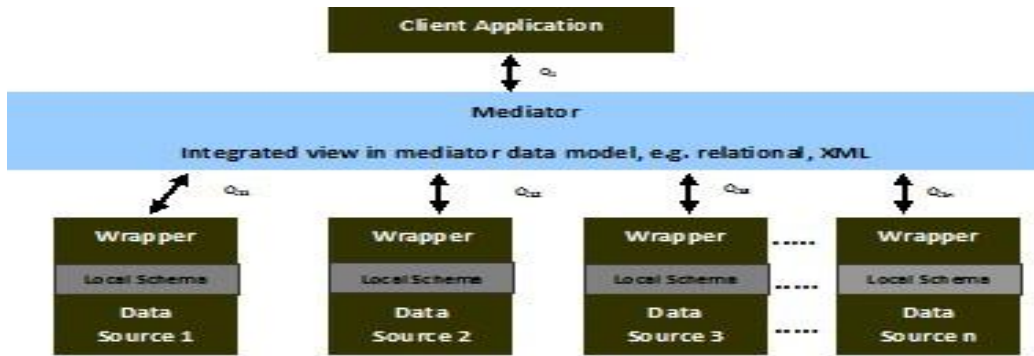 Client Application
Mediator
Integrated view in mediator data model, e.g. relational, XML
Wrapper Wrapper Wrapper ..... Wrapper
Local Schema Local Schema Local Schema ..... Local Schema
Data Data Data Data
Source 1 Source 2 Source 3 ..... Source n